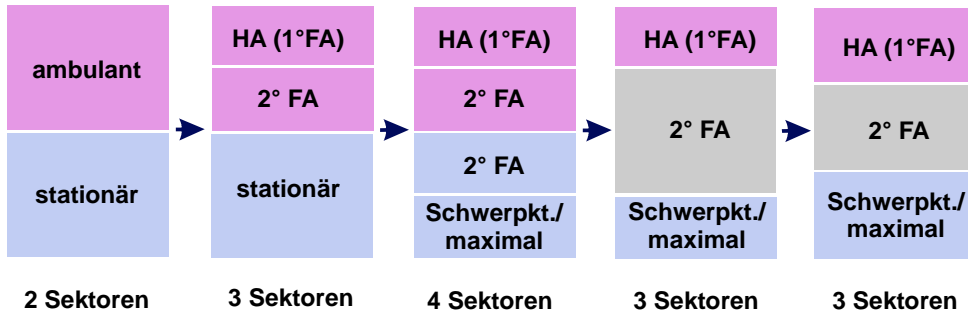 ambulant
stationär
2 Sektoren
HA (1°FA)
2° FA
stationär
3 Sektoren
HA (1°FA)
2° FA
2° FA
Schwerpkt./
maximal
4 Sektoren
HA (1°FA)
2° FA
Schwerpkt./
maximal
3 Sektoren
HA (1°FA)
2° FA
Schwerpkt./
maximal
3 Sektoren